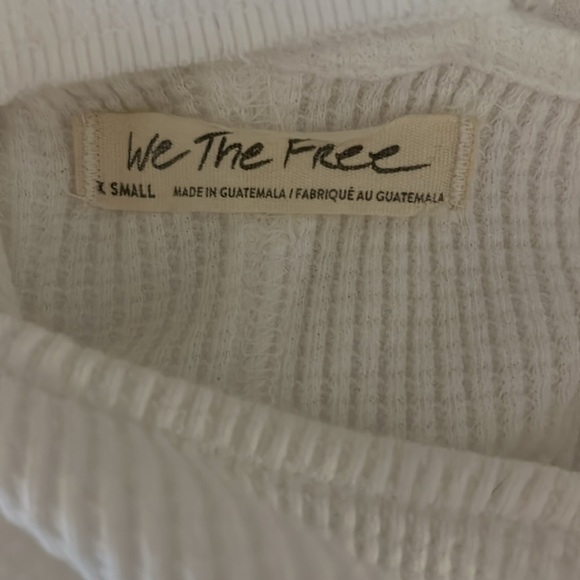 We The Free
X SMALL MADE IN GUATEMALA / FABRIQUÉ AU GUATEMALA